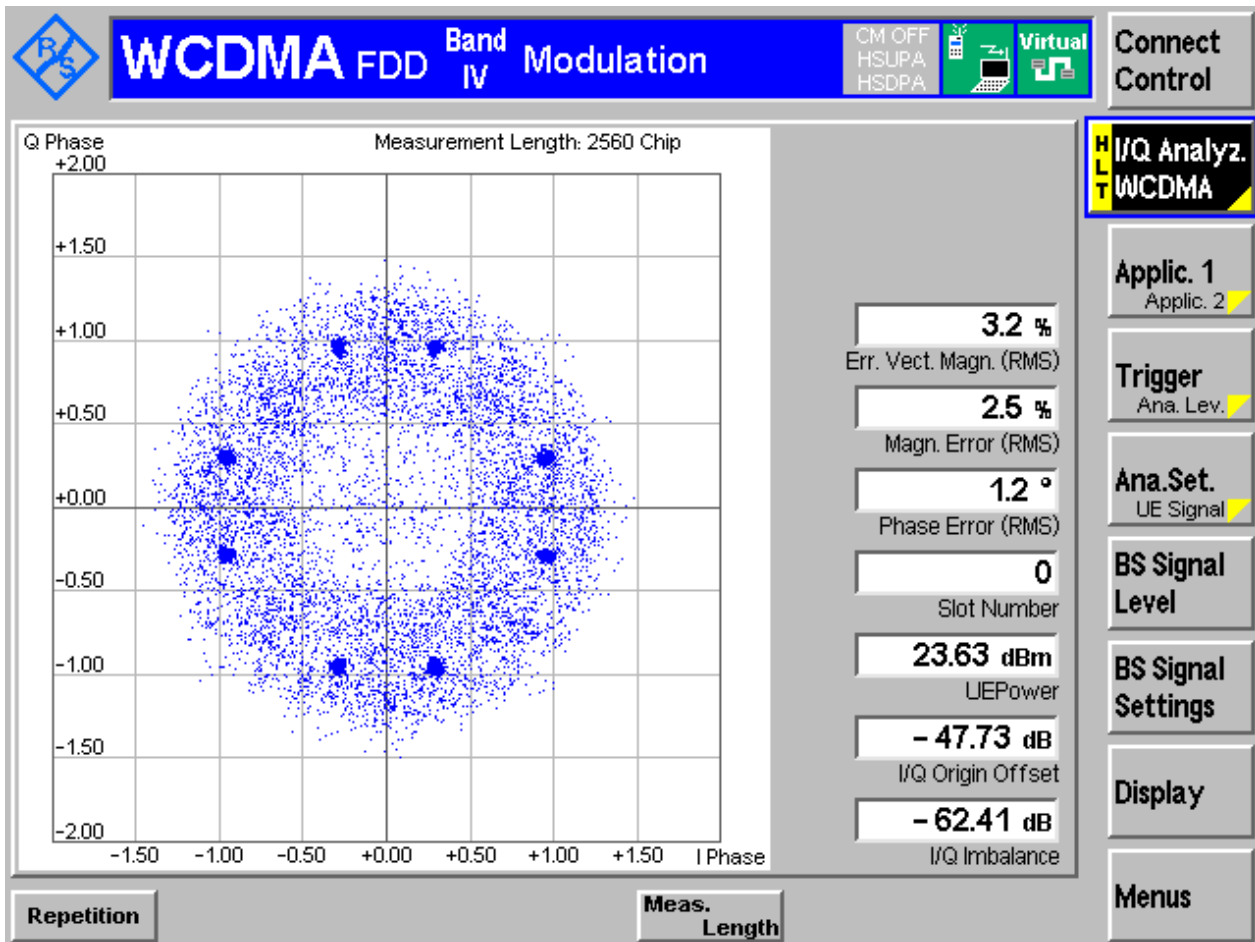 R S
WCDMA FDD Band IV Modulation
CM OFF
HSUPA
HSDPA
Virtual
Connect
Control
Q Phase
Measurement Length: 2560 Chip
+2.00
+1.50
+1.00
+0.50
+0.00
-0.50
-1.00
-1.50
-2.00
-1.50 -1.00 -0.50 +0.00 +0.50 +1.00 +1.50 I Phase
3.2 %
Err. Vect. Magn. (RMS)
2.5 %
Magn. Error (RMS)
1.2 °
Phase Error (RMS)
0
Slot Number
23.63 dBm
UEPower
- 47.73 dB
I/Q Origin Offset
- 62.41 dB
I/Q Imbalance
HLT
I/Q Analyz.
WCDMA
Applic. 1
Applic. 2
Trigger
Ana. Lev.
Ana.Set.
UE Signal
BS Signal
Level
BS Signal
Settings
Display
Menus
Repetition
Meas.
Length